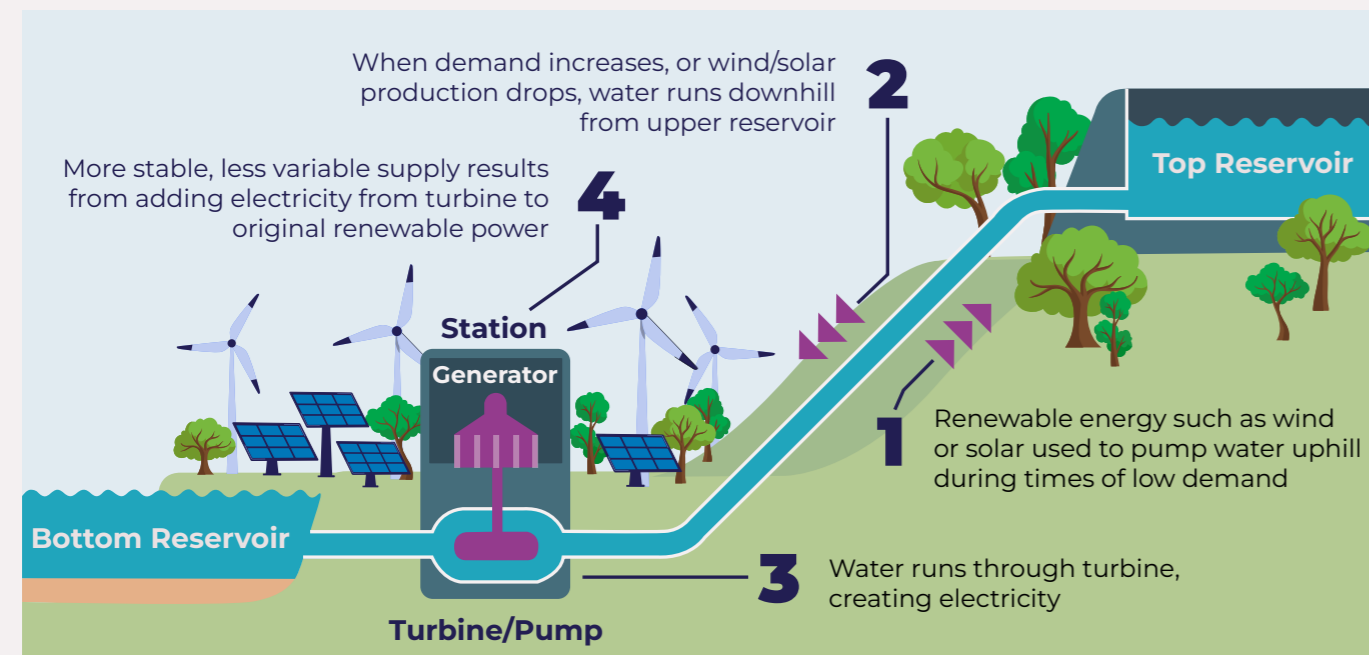 When demand increases, or wind/solar
production drops, water runs downhill
from upper reservoir
2
More stable, less variable supply results
from adding electricity from turbine to
original renewable power
4
Top Reservoir
Station
Generator
1
Renewable energy such as wind
or solar used to pump water uphill
during times of low demand
Bottom Reservoir
3
Water runs through turbine,
creating electricity
Turbine/Pump